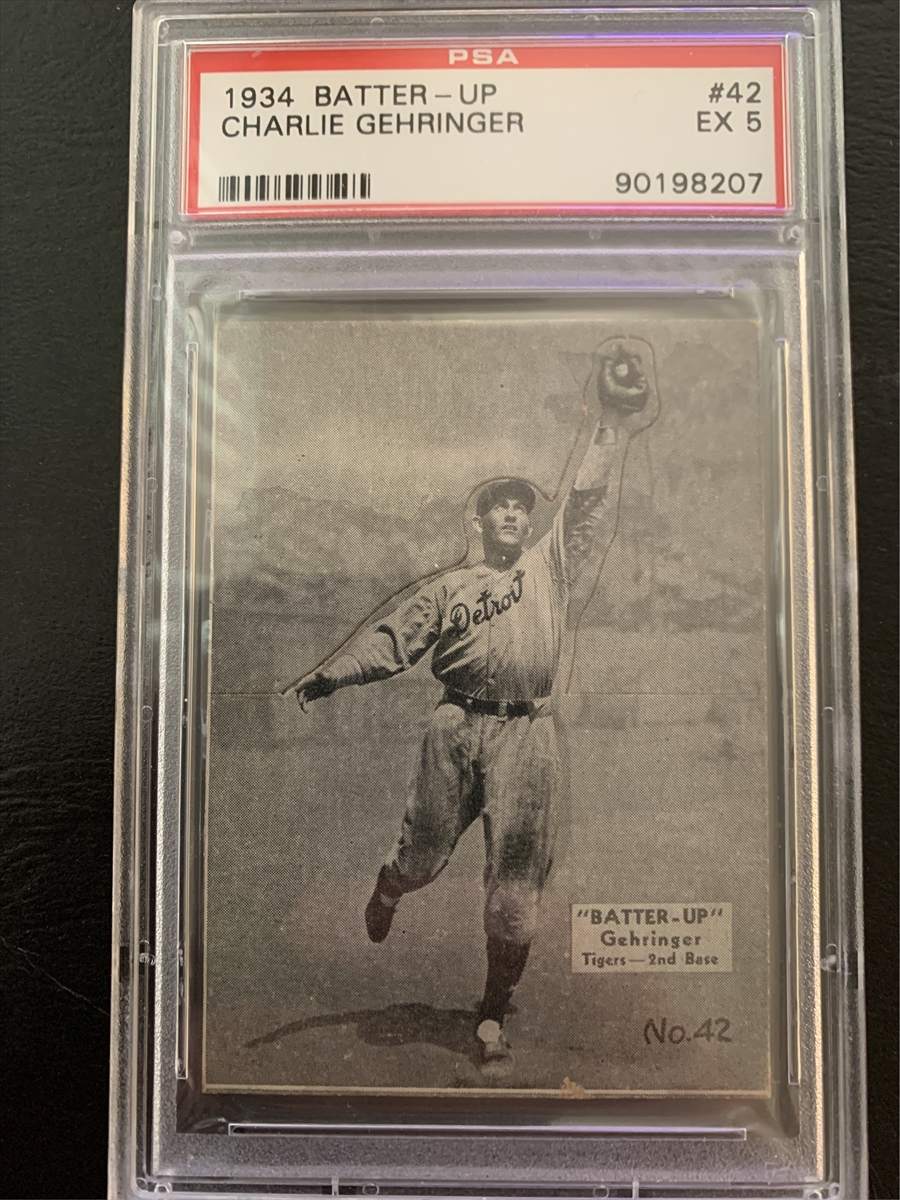 PSA
1934 BATTER-UP #42
CHARLIE GEHRINGER EX 5
90198207
Detroit
"BATTER-UP"
Gehringer
Tigers—2nd Base
No.42